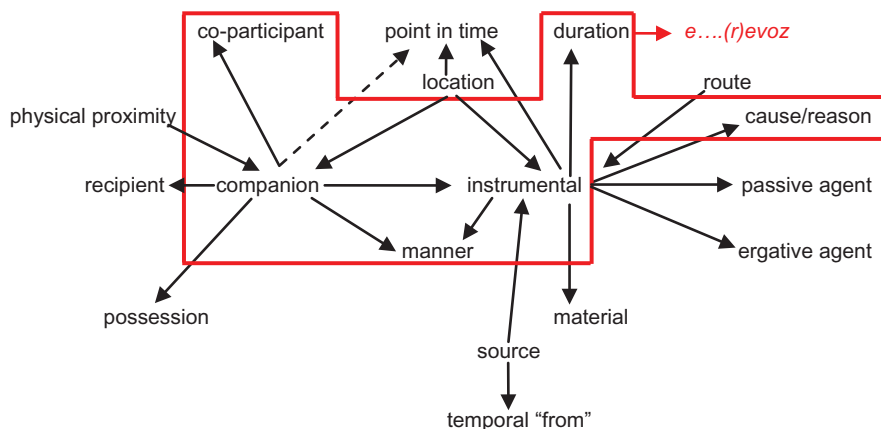 co-participant point in time duration e….(r)evoz
location route
physical proximity cause/reason
recipient companion instrumental passive agent
manner ergative agent
possession material
source
temporal “from”